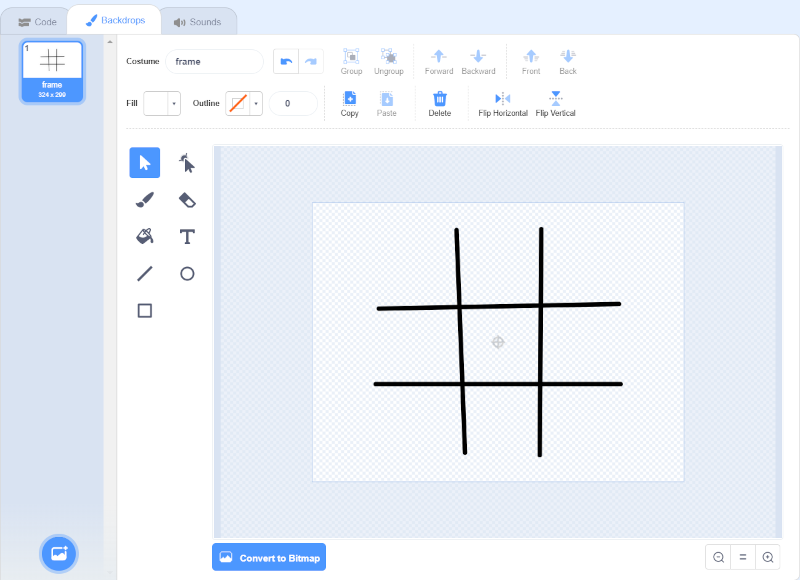 Code
Backdrops
Sounds
1
frame
324 x 299
Costume
frame
Group
Ungroup
Forward
Backward
Front
Back
Fill
Outline
0
Copy
Paste
Delete
Flip Horizontal
Flip Vertical
T
Convert to Bitmap